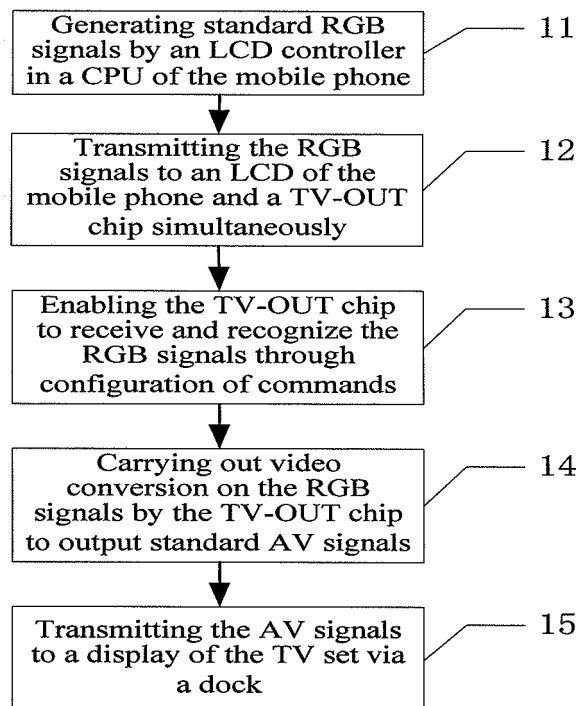 Generating standard RGB
signals by an LCD controller
in a CPU of the mobile phone
11
Transmitting the RGB
signals to an LCD of the
mobile phone and a TV-OUT
chip simultaneously
12
Enabling the TV-OUT chip
to receive and recognize the
RGB signals through
configuration of commands
13
Carrying out video
conversion on the RGB
signals by the TV-OUT chip
to output standard AV signals
14
Transmitting the AV signals
to a display of the TV set via
a dock
15